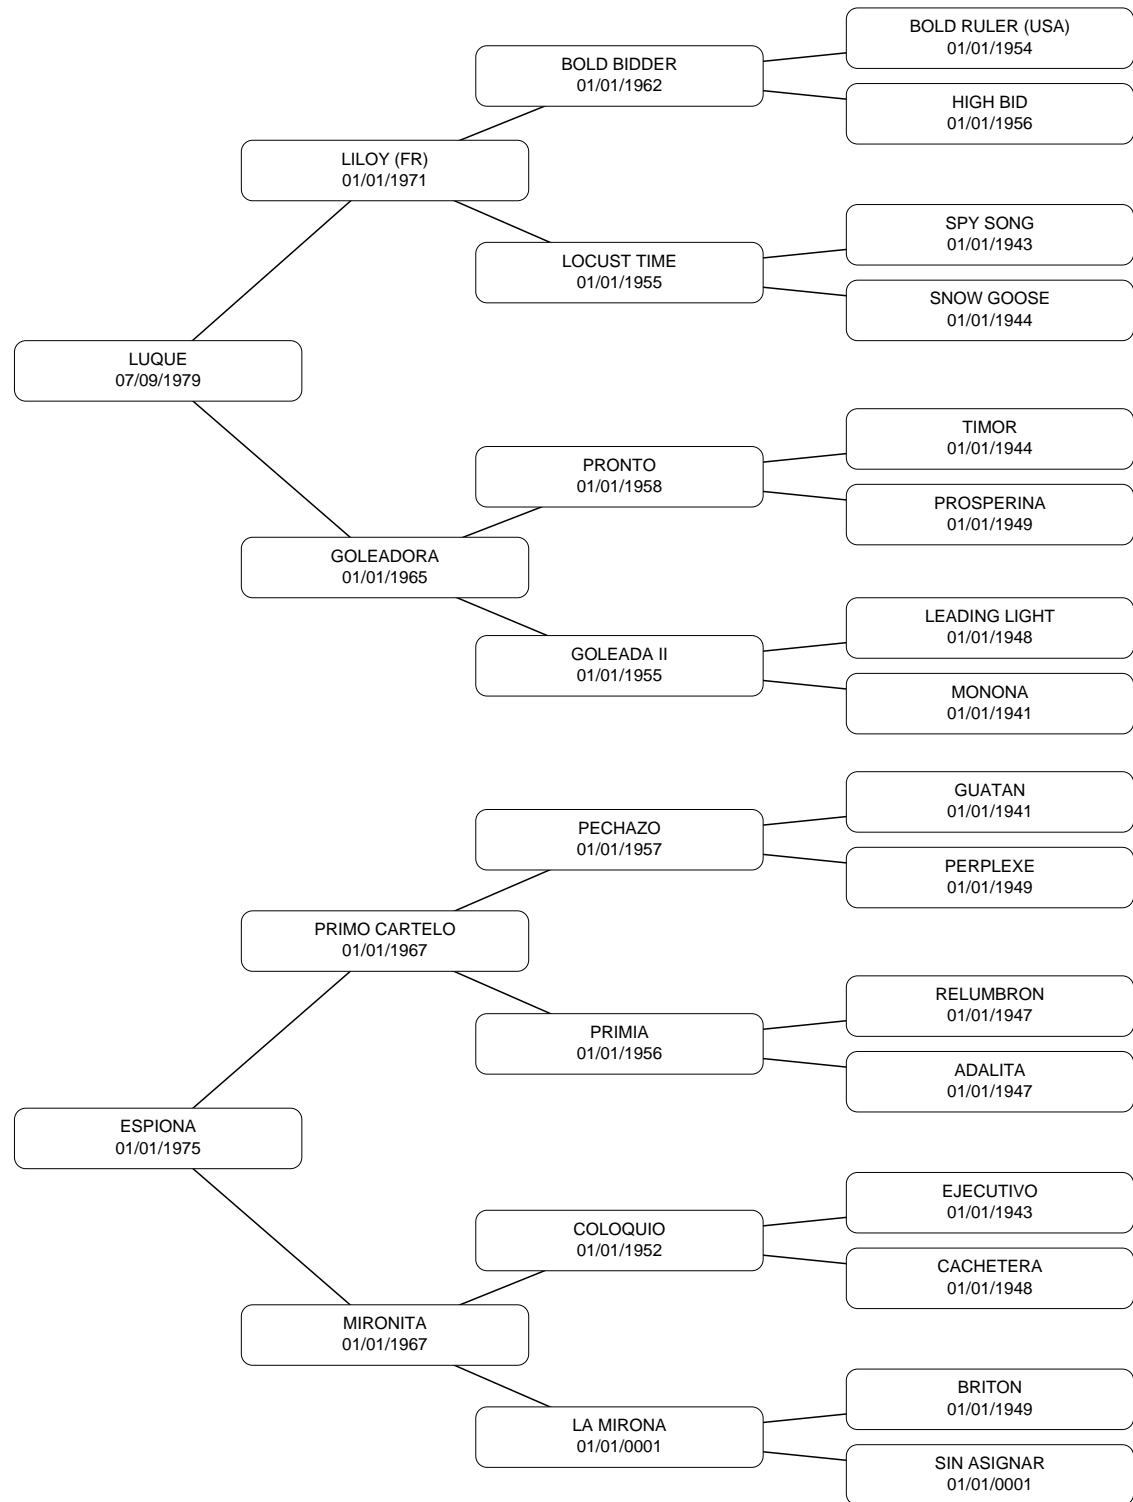 BOLD RULER (USA)
01/01/1954
BOLD BIDDER
01/01/1962
HIGH BID
01/01/1956
LILOY (FR)
01/01/1971
SPY SONG
01/01/1943
LOCUST TIME
01/01/1955
SNOW GOOSE
01/01/1944
LUQUE
07/09/1979
TIMOR
01/01/1944
PRONTO
01/01/1958
PROSPERINA
01/01/1949
GOLEADORA
01/01/1965
LEADING LIGHT
01/01/1948
GOLEADA II
01/01/1955
MONONA
01/01/1941
GUATAN
01/01/1941
PECHAZO
01/01/1957
PERPLEXE
01/01/1949
PRIMO CARTELO
01/01/1967
RELUMBRON
01/01/1947
PRIMIA
01/01/1956
ADALITA
01/01/1947
ESPIONA
01/01/1975
EJECUTIVO
01/01/1943
COLOQUIO
01/01/1952
CACHETERA
01/01/1948
MIRONITA
01/01/1967
BRITON
01/01/1949
LA MIRONA
01/01/0001
SIN ASIGNAR
01/01/0001